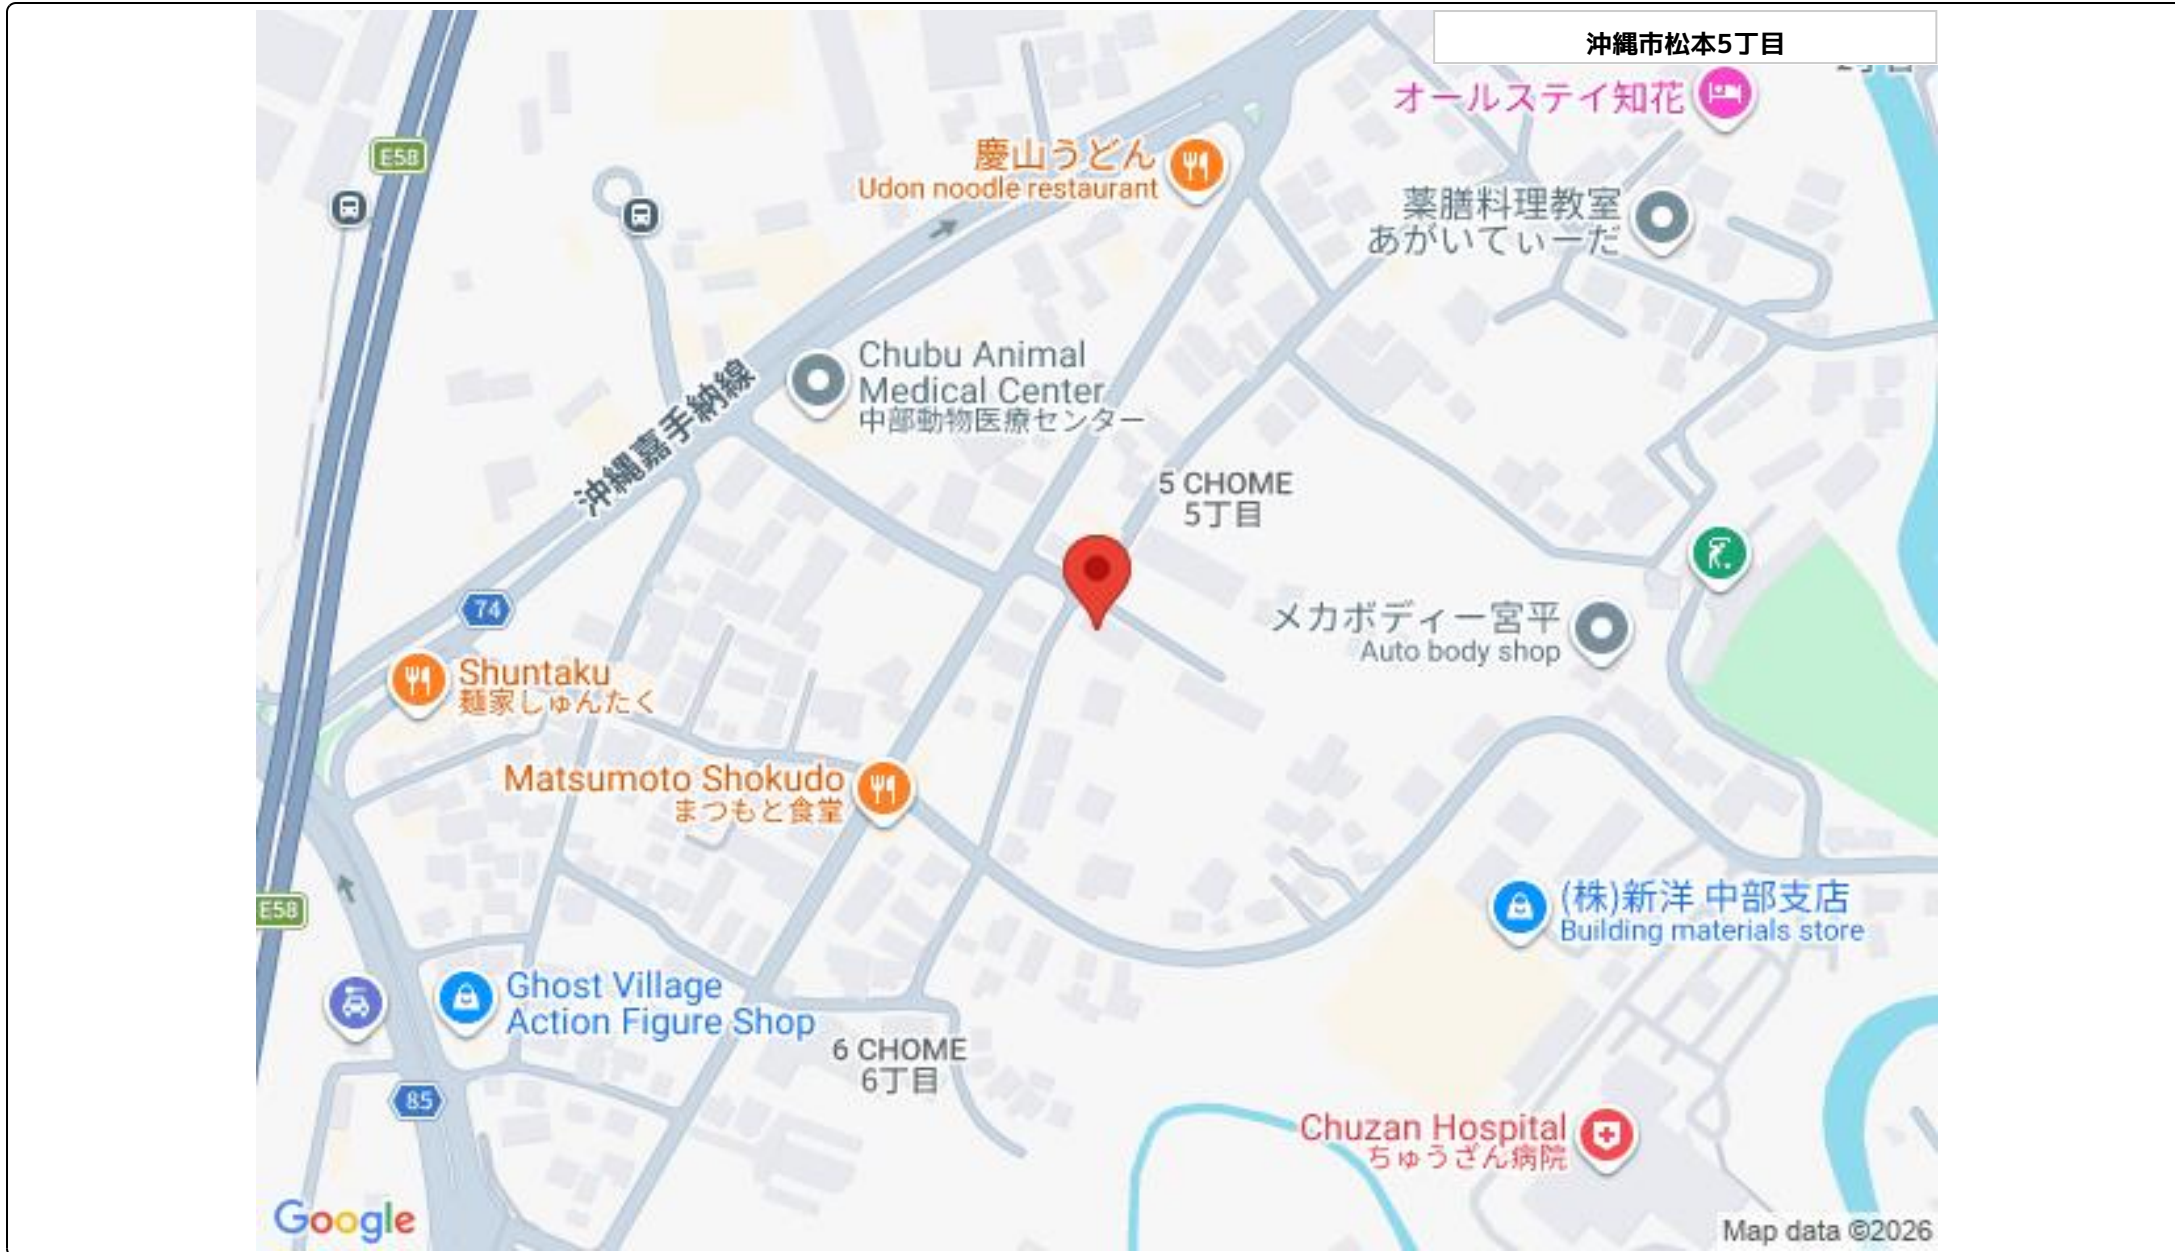 沖縄市松本5丁目
オールステイ知花
E58
慶山うどん
Udon noodle restaurant
薬膳料理教室
あがいてぃーだ
Chubu Animal
Medical Center
中部動物医療センター
沖縄嘉手納線
5 CHOME
5丁目
74
メカボディー宮平
Auto body shop
Shuntaku
麺家しゅんたく
Matsumoto Shokudo
まつもと食堂
E58
(株)新洋 中部支店
Building materials store
Ghost Village
Action Figure Shop
6 CHOME
6丁目
85
Chuzan Hospital
ちゅうざん病院
Google
Map data ©2026